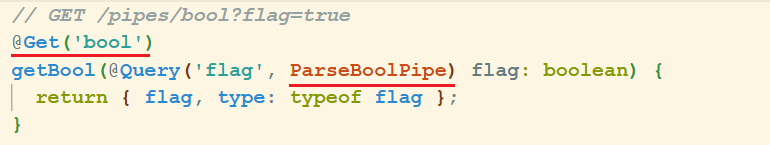 // GET /pipes/bool?flag=true
@Get('bool')
getBool(@Query('flag', ParseBoolPipe) flag: boolean) {
  return { flag, type: typeof flag };
}